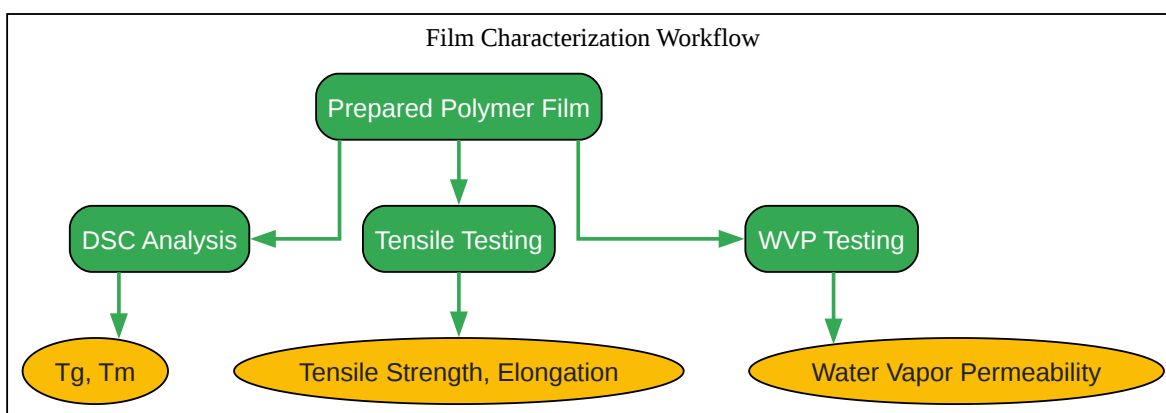 Film Characterization Workflow
Prepared Polymer Film
DSC Analysis
Tensile Testing
WVP Testing
Tg, Tm
Tensile Strength, Elongation
Water Vapor Permeability